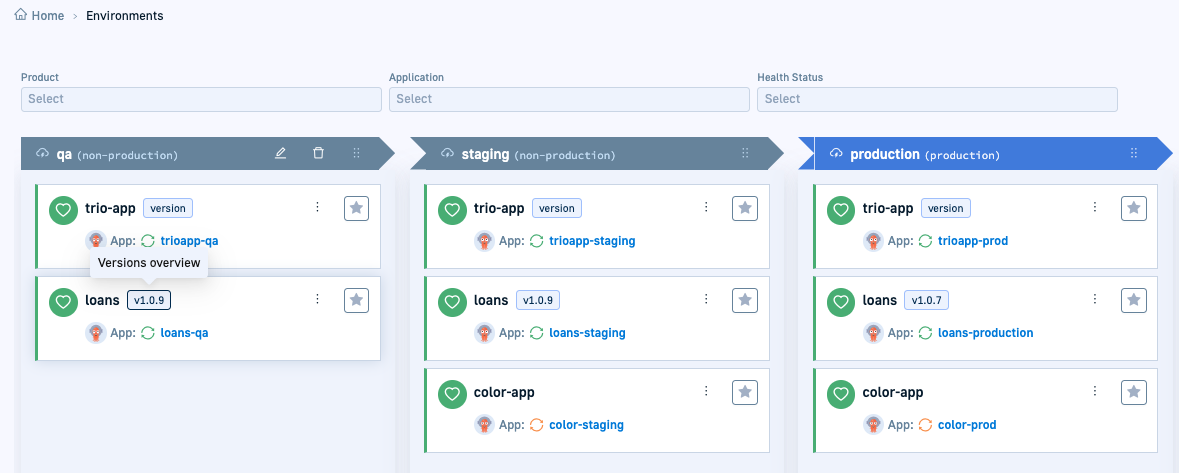 Home > Environments
Product
Select
Application
Select
Health Status
Select
qa (non-production)
trio-app version
App: trioapp-qa
Versions overview
loans v1.0.9
App: loans-qa
staging (non-production)
trio-app version
App: trioapp-staging
loans v1.0.9
App: loans-staging
color-app
App: color-staging
production (production)
trio-app version
App: trioapp-prod
loans v1.0.7
App: loans-production
color-app
App: color-prod